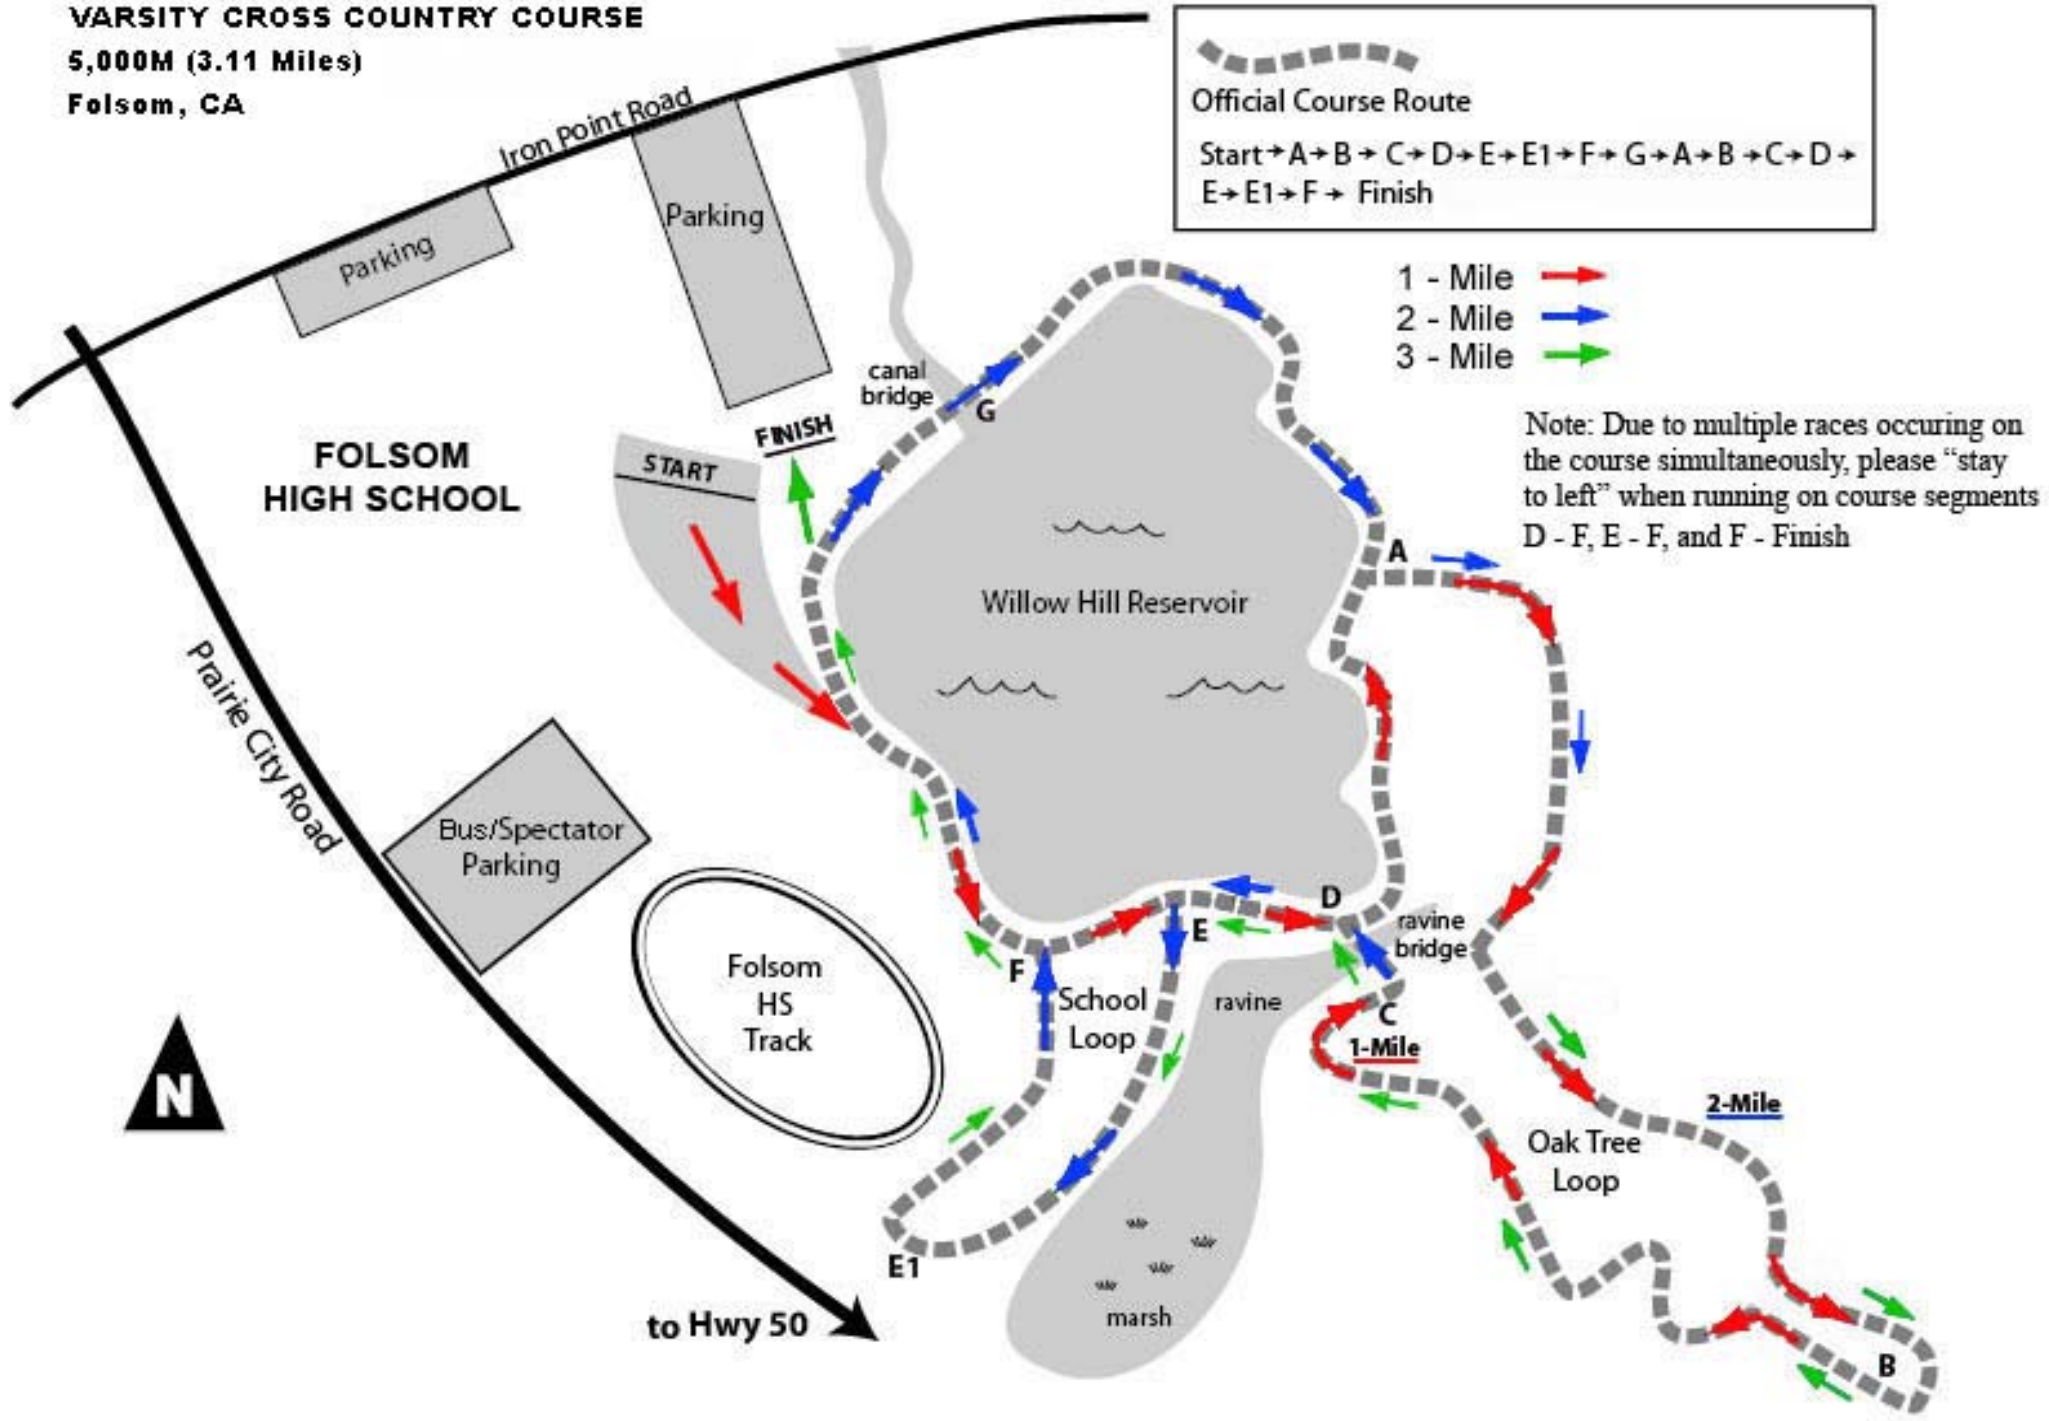 VARSITY CROSS COUNTRY COURSE
5,000M (3.11 Miles)
Folsom, CA
Official Course Route
Start→A→B→C→D→E→E1→F→G→A→B→C→D→
E→E1→F→ Finish
1 - Mile
2 - Mile
3 - Mile
Note: Due to multiple races occuring on
the course simultaneously, please “stay
to left” when running on course segments
D - F, E - F, and F - Finish
Iron Point Road
Parking
Parking
canal
bridge
G
FINISH
START
FOLSOM
HIGH SCHOOL
A
Willow Hill Reservoir
Prairie City Road
Bus/Spectator
Parking
D
ravine
bridge
E
F
Folsom
HS
Track
School
Loop
ravine
C
1-Mile
N
2-Mile
Oak Tree
Loop
E1
marsh
to Hwy 50
B